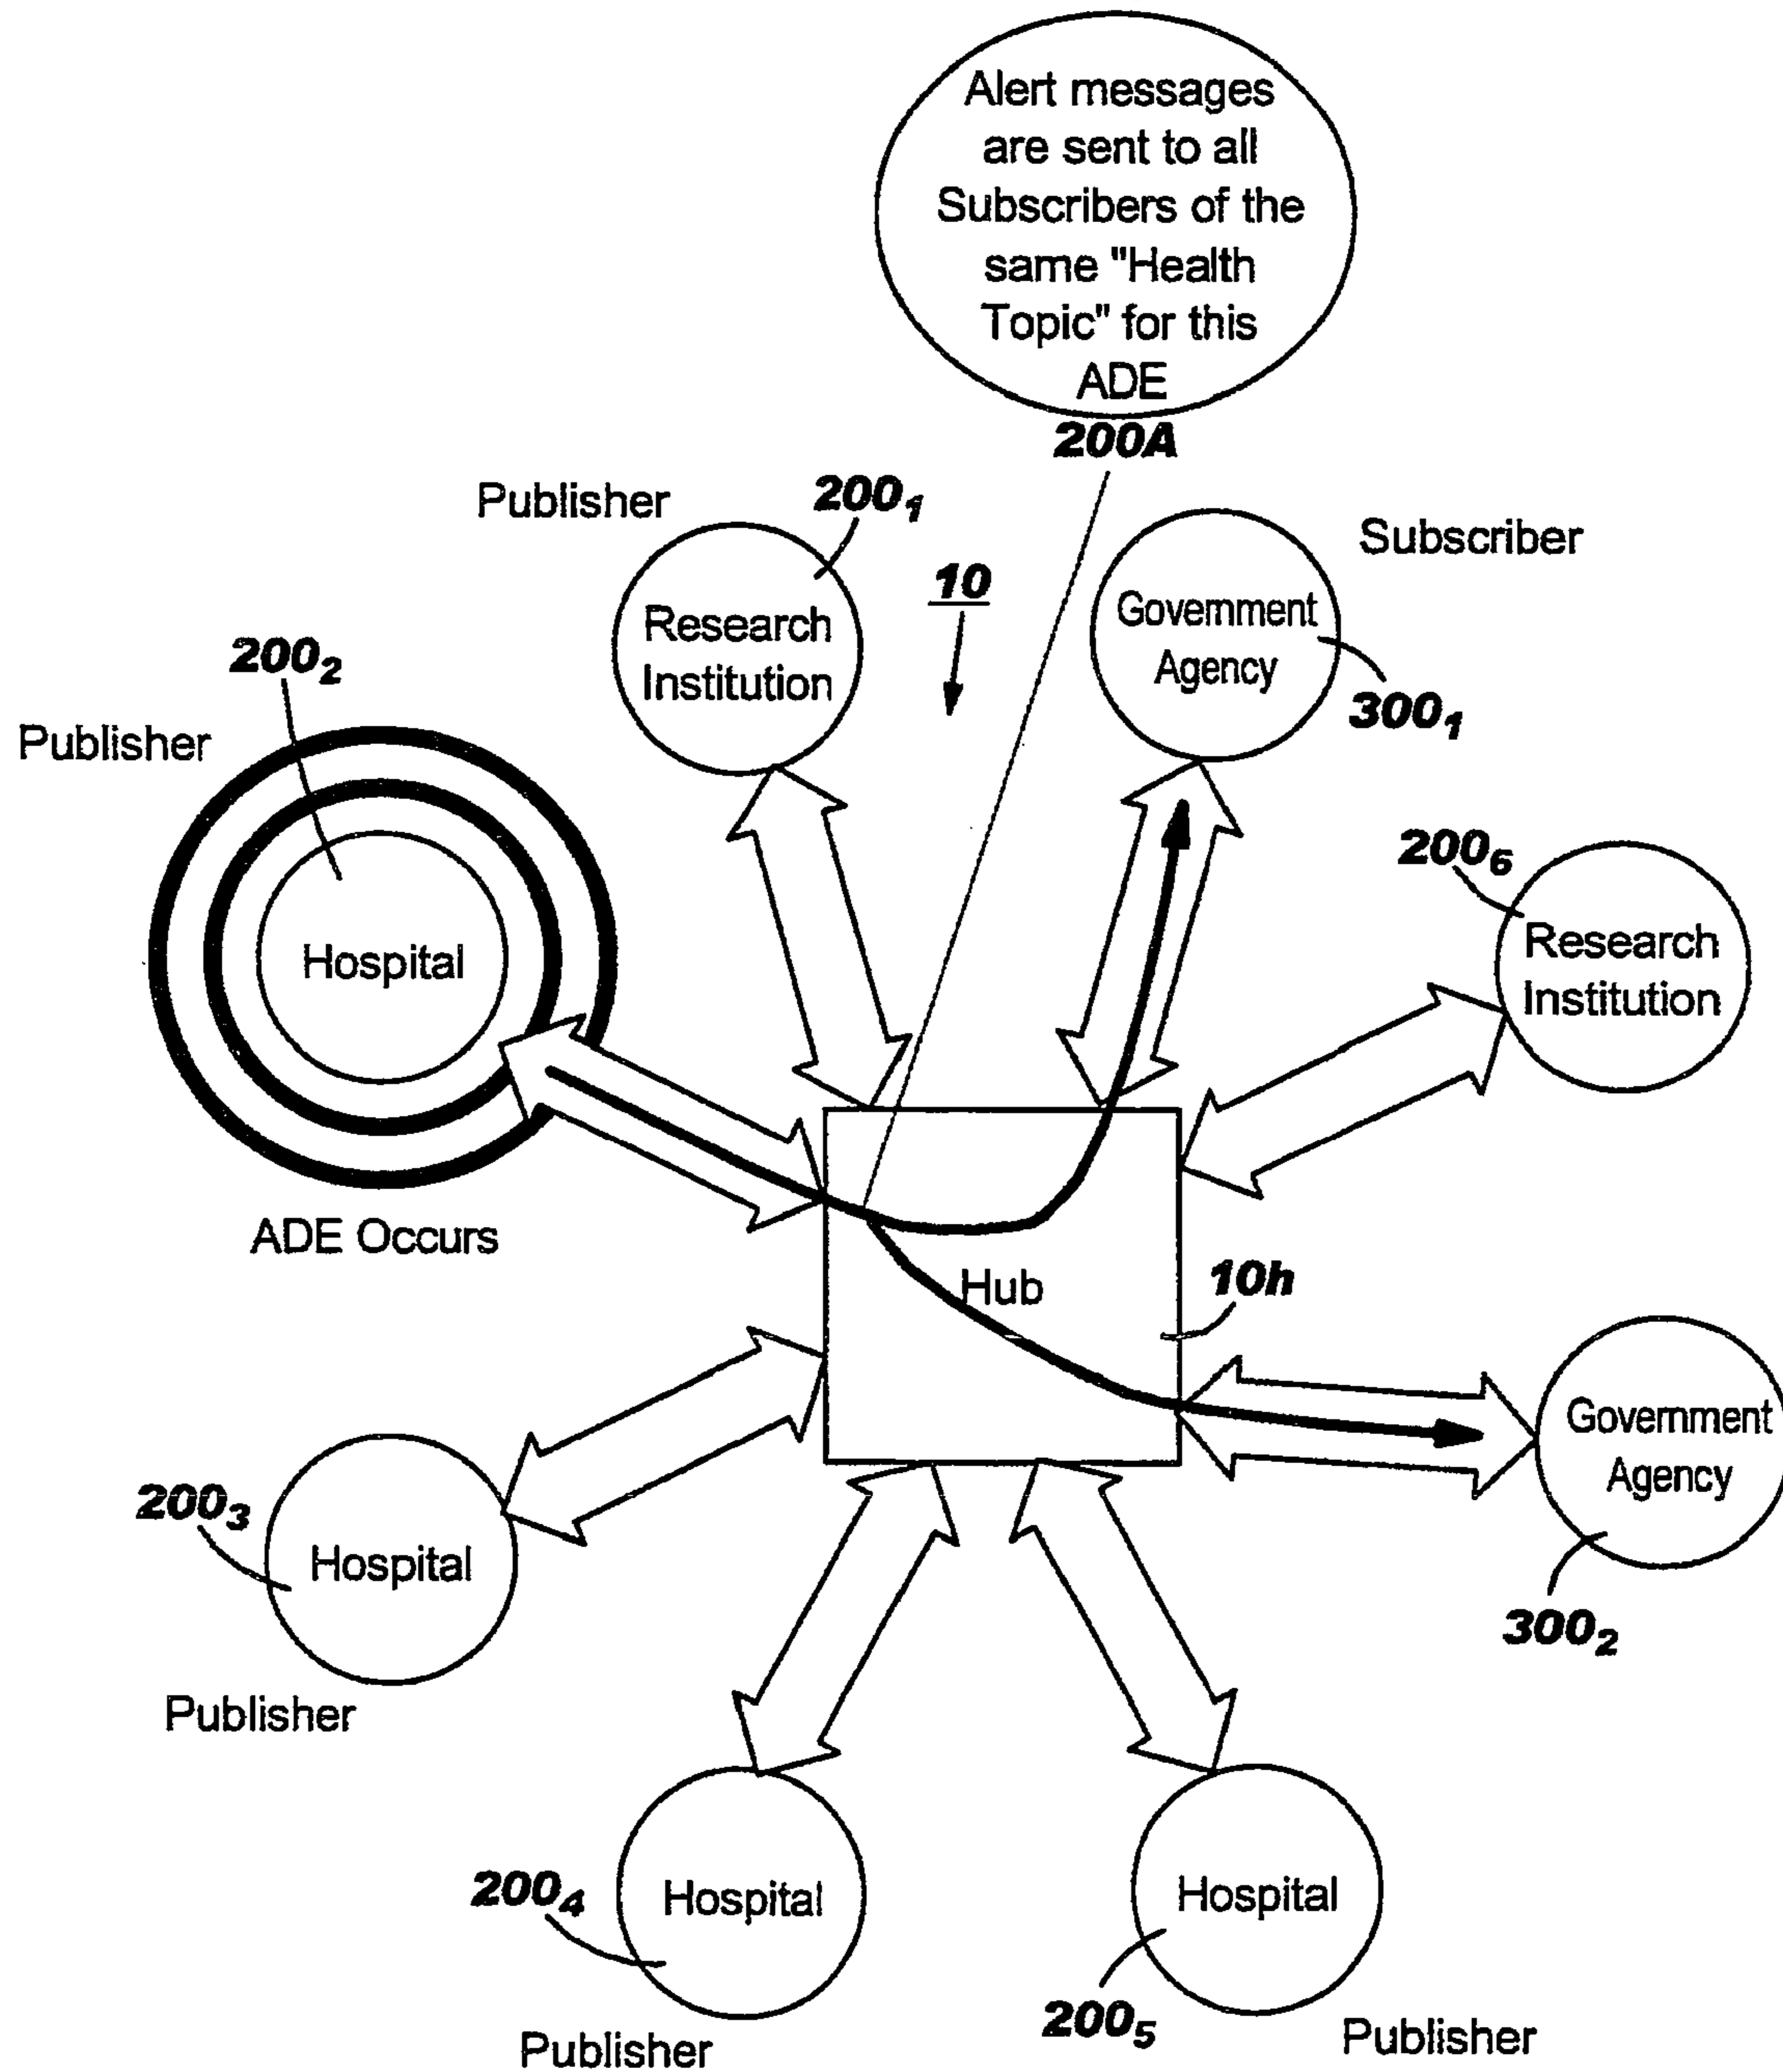 Alert messages
are sent to all
Subscribers of the
same "Health
Topic" for this
ADE
200A
Publisher
200₁
Research
Institution
10
Subscriber
Government
Agency
300₁
200₂
Publisher
Hospital
ADE Occurs
200₆
Research
Institution
Hub
10h
Government
Agency
300₂
200₃
Hospital
Publisher
200₄
Hospital
Publisher
200₅
Hospital
Publisher